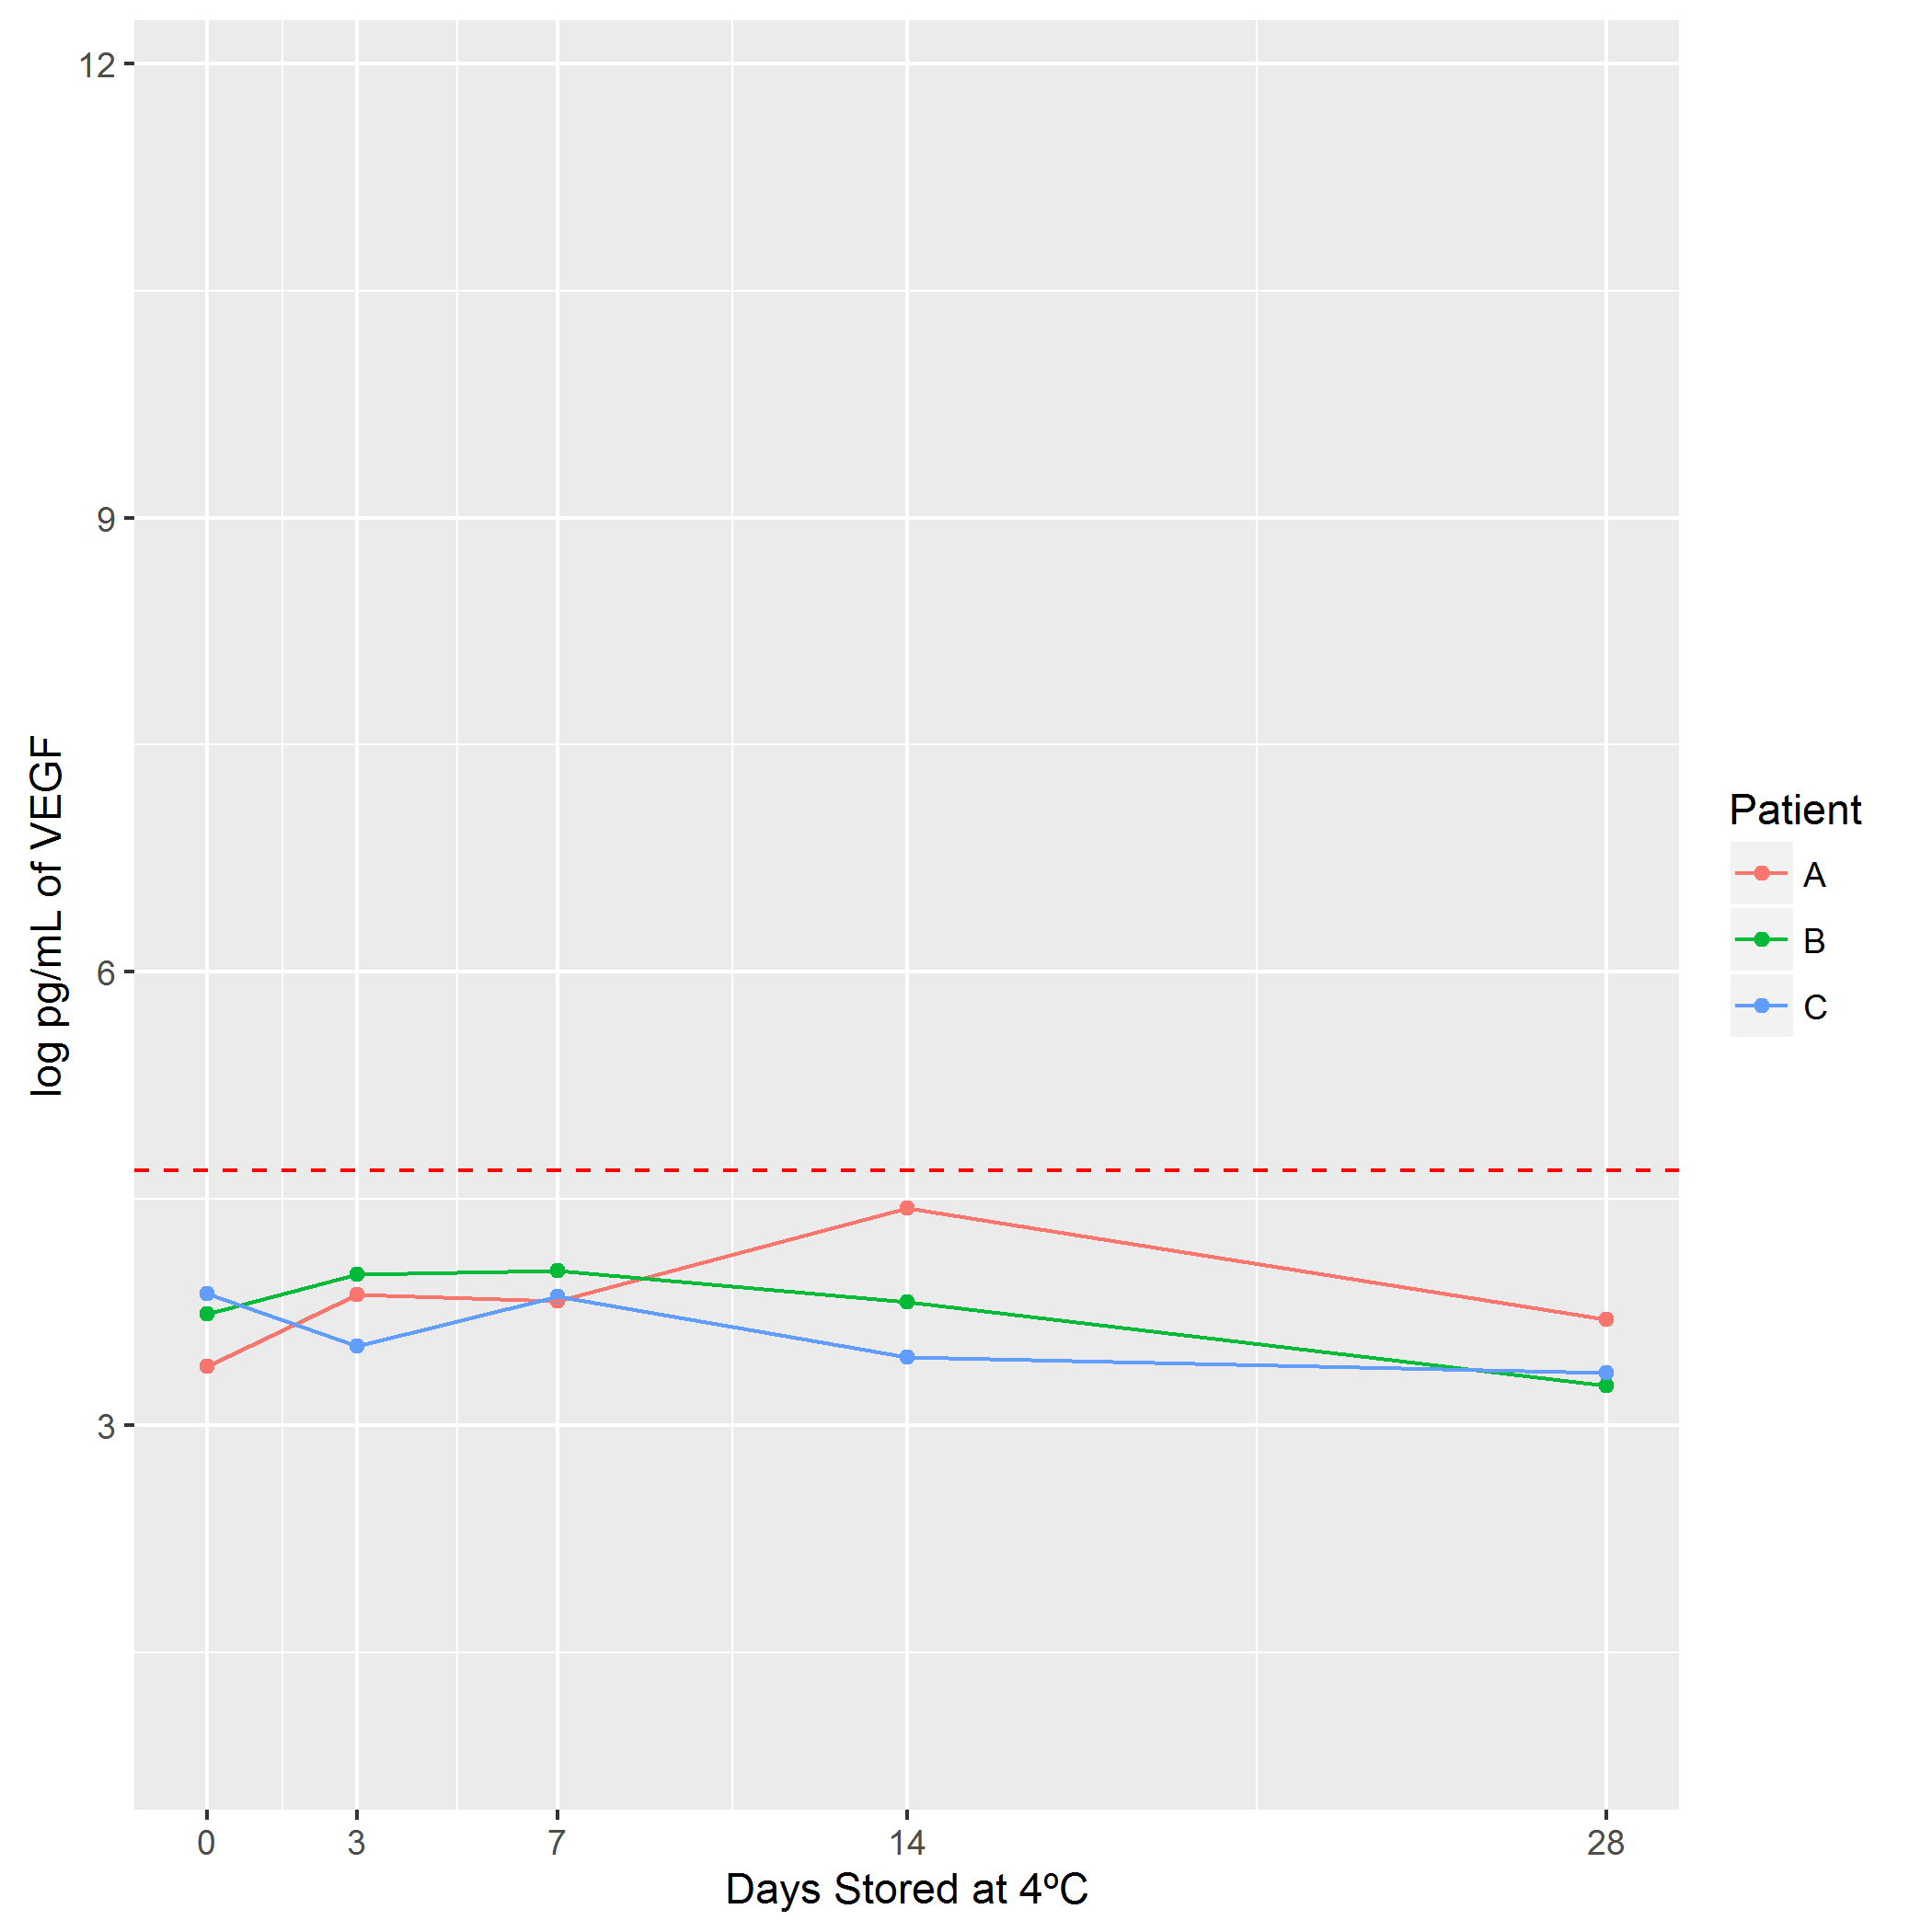 12
9
6
3
log pg/mL of VEGF
0 3 7 14 28
Days Stored at 4ºC
Patient
A
B
C